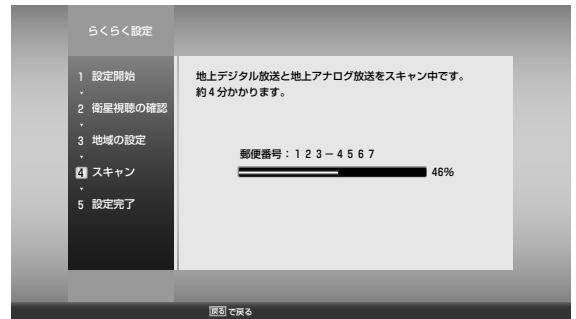 らくらく設定
1 設定開始
2 衛星視聴の確認
3 地域の設定
4 スキャン
5 設定完了
地上デジタル放送と地上アナログ放送をスキャン中です。
約4分かかります。
郵便番号：１２３－４５６７
46%
戻る で戻る